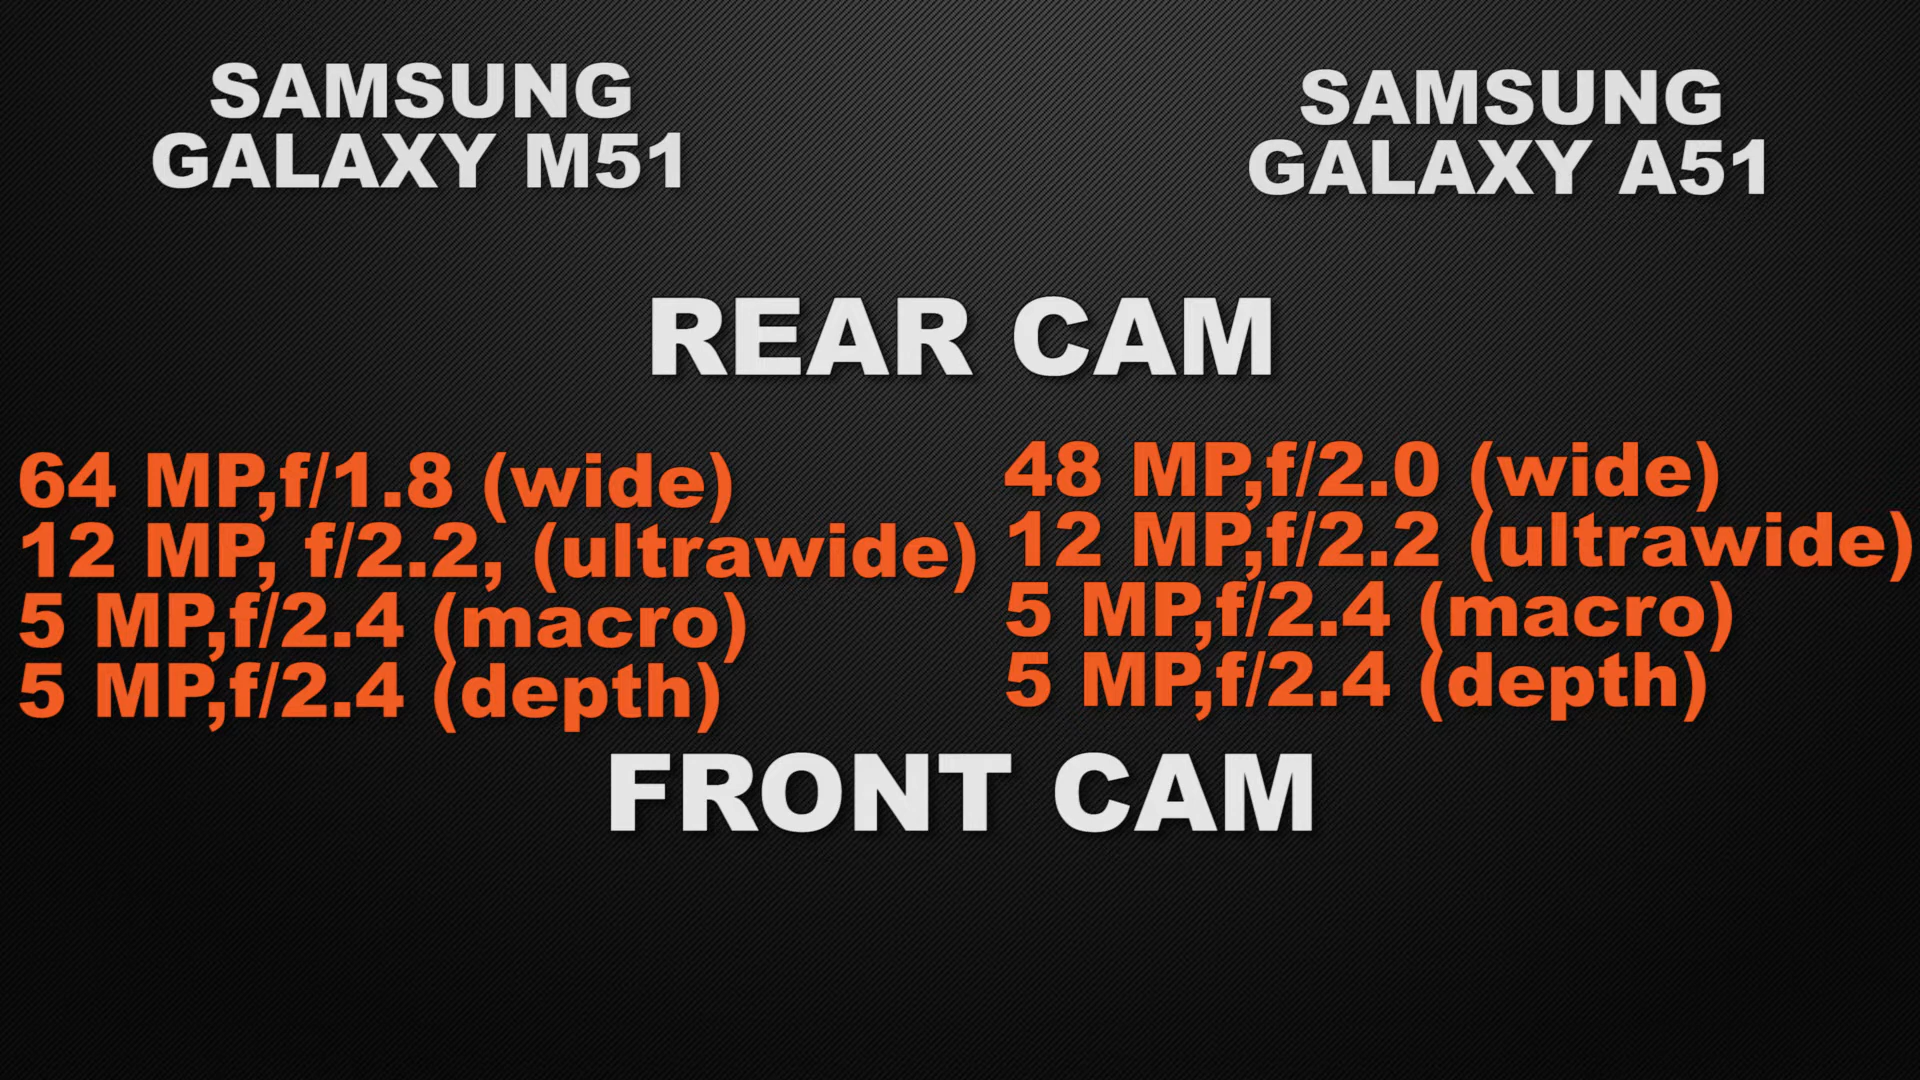 SAMSUNG
GALAXY M51
SAMSUNG
GALAXY A51
REAR CAM
64 MP,f/1.8 (wide)
12 MP, f/2.2, (ultrawide)
5 MP,f/2.4 (macro)
5 MP,f/2.4 (depth)
48 MP,f/2.0 (wide)
12 MP,f/2.2 (ultrawide)
5 MP,f/2.4 (macro)
5 MP,f/2.4 (depth)
FRONT CAM